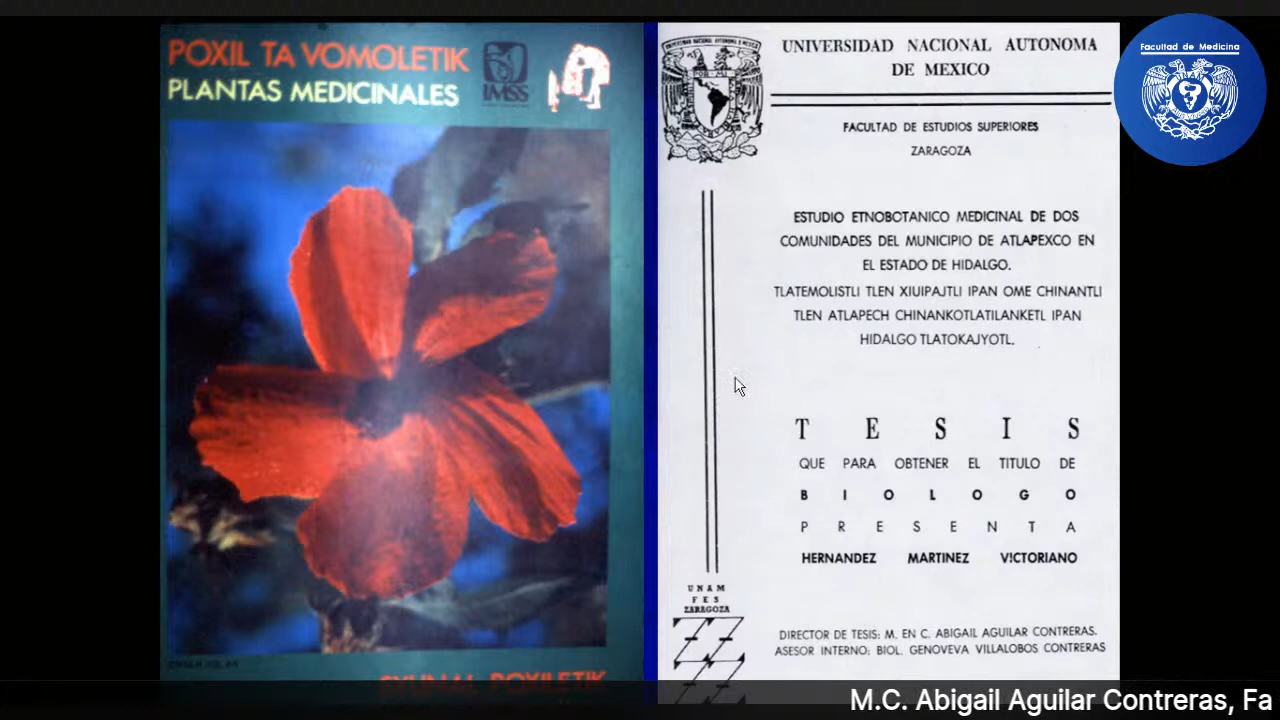 POXIL TA VOMOLETIK
PLANTAS MEDICINALES
IMSS
UNIVERSIDAD NACIONAL AUTONOMA
DE MEXICO
FACULTAD DE ESTUDIOS SUPERIORES
ZARAGOZA
ESTUDIO ETNOBOTANICO MEDICINAL DE DOS
COMUNIDADES DEL MUNICIPIO DE ATLAPEXCO EN
EL ESTADO DE HIDALGO.
TLATEMOLISTLI TLEN XIUIPAJTLI IPAN OME CHINANTLI
TLEN ATLAPECH CHINANKOTLATILANKETL IPAN
HIDALGO TLATOKAJYOTL.
T E S I S
QUE PARA OBTENER EL TITULO DE
B I O L O G O
P R E S E N T A
HERNANDEZ MARTINEZ VICTORIANO
UNAM
FES
ZARAGOZA
DIRECTOR DE TESIS: M. EN C. ABIGAIL AGUILAR CONTRERAS.
ASESOR INTERNO: BIOL. GENOVEVA VILLALOBOS CONTRERAS
Facultad de Medicina
M.C. Abigail Aguilar Contreras, Fa